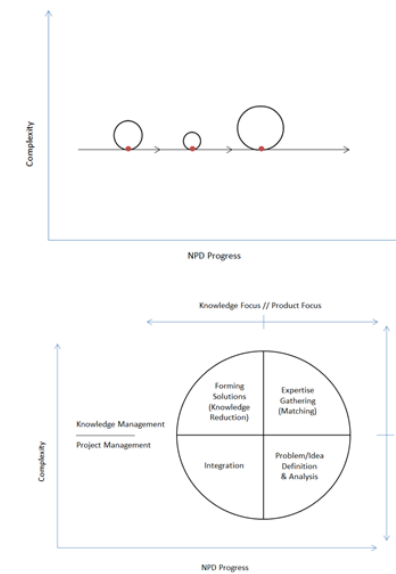 Complexity
NPD Progress
Knowledge Focus // Product Focus
Forming
Solutions
(Knowledge
Reduction)
Expertise
Gathering
(Matching)
Knowledge Management
Project Management
Integration
Problem/Idea
Definition
& Analysis
Complexity
NPD Progress